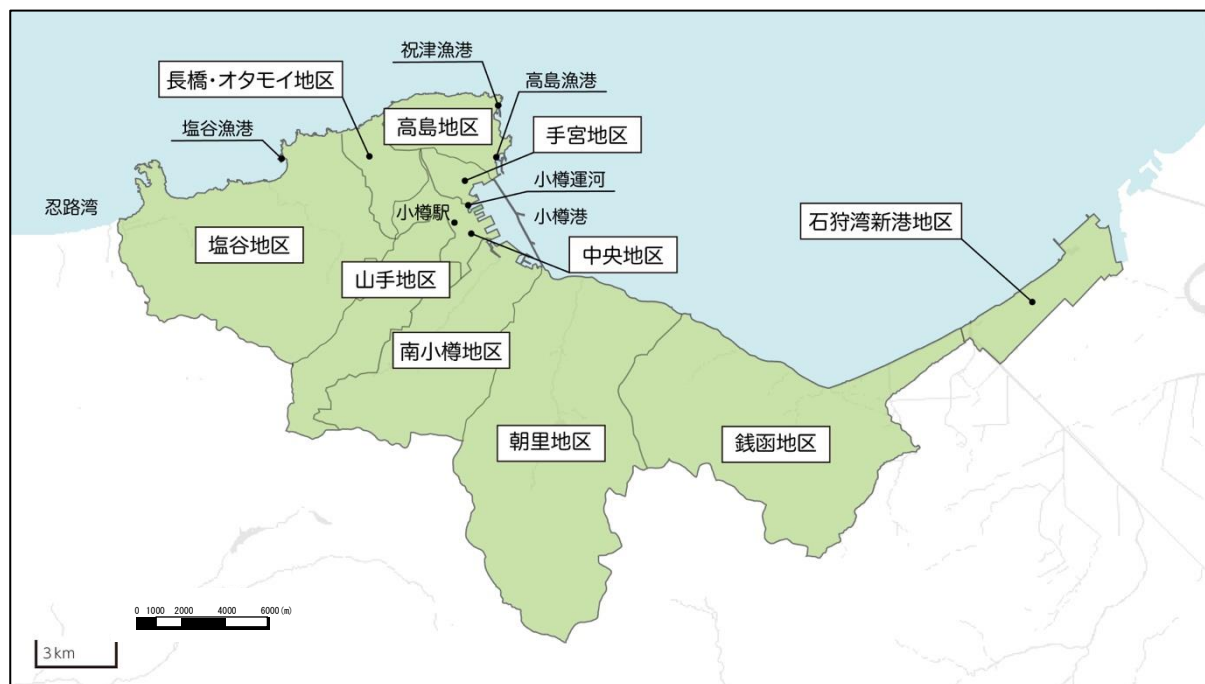 祝津漁港
長橋・オタモイ地区
高島漁港
塩谷漁港
高島地区
手宮地区
小樽運河
忍路湾
小樽駅
小樽港
石狩湾新港地区
塩谷地区
中央地区
山手地区
南小樽地区
朝里地区
銭函地区
0 1000 2000 4000 6000(m)
3km